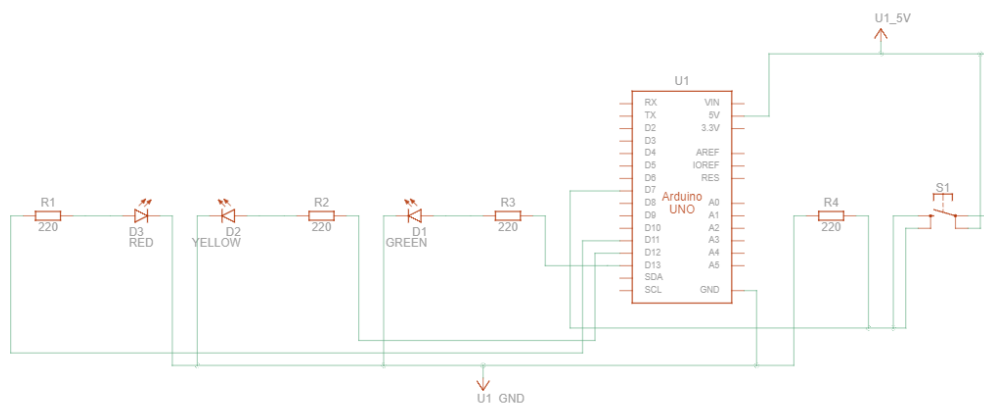 U1_5V
U1
RX VIN
TX 5V
D2 3.3V
D3
D4 AREF
D5 IOREF
D6 RES
D7
Arduino
UNO
D8 A0
D9 A1
D10 A2
D11 A3
D12 A4
D13 A5
SDA
SCL GND
R1
220
D3
RED
D2
YELLOW
R2
220
D1
GREEN
R3
220
R4
220
S1
U1_GND